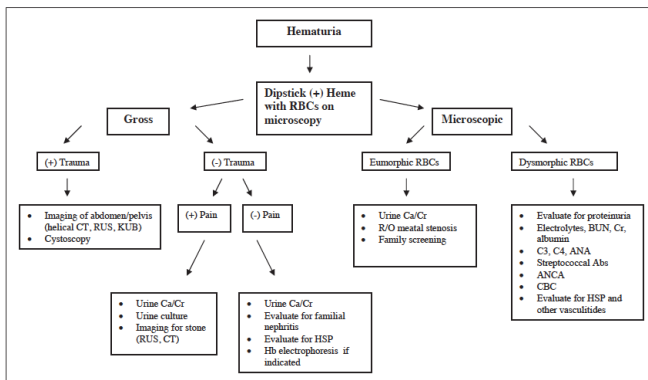 Hematuria
Dipstick (+) Heme
with RBCs on
microscopy
Gross
Microscopic
(+) Trauma
(-) Trauma
Eumorphic RBCs
Dysmorphic RBCs
• Imaging of abdomen/pelvis
(helical CT, RUS, KUB)
• Cystoscopy
(+) Pain
(-) Pain
• Urine Ca/Cr
• R/O meatal stenosis
• Family screening
• Evaluate for proteinuria
• Electrolytes, BUN, Cr,
albumin
• C3, C4, ANA
• Streptococcal Abs
• ANCA
• CBC
• Evaluate for HSP and
other vasculitides
• Urine Ca/Cr
• Urine culture
• Imaging for stone
(RUS, CT)
• Urine Ca/Cr
• Evaluate for familial
nephritis
• Evaluate for HSP
• Hb electrophoresis if
indicated